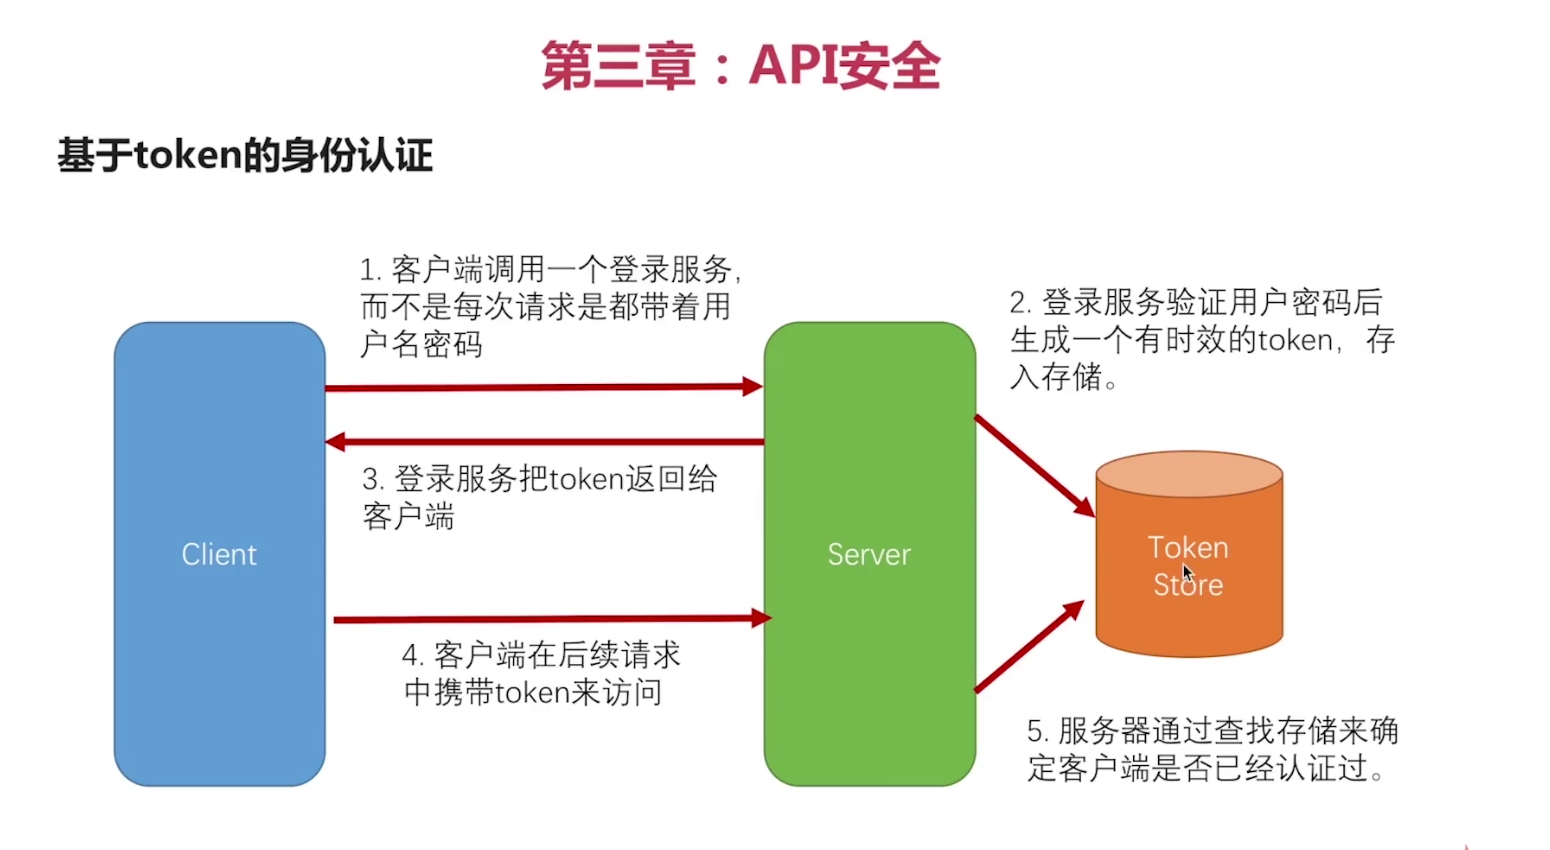 第三章：API安全
基于token的身份认证
1. 客户端调用一个登录服务,
而不是每次请求是都带着用
户名密码
2. 登录服务验证用户密码后
生成一个有时效的token，存
入存储。
3. 登录服务把token返回给
客户端
Client
Server
Token
Store
4. 客户端在后续请求
中携带token来访问
5. 服务器通过查找存储来确
定客户端是否已经认证过。